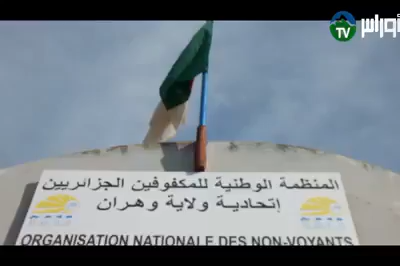 أوراس
TV
المنظمة الوطنية للمكفوفين الجزائريين
إتحادية ولاية وهران
ORGANISATION NATIONALE DES NON-VOYANTS